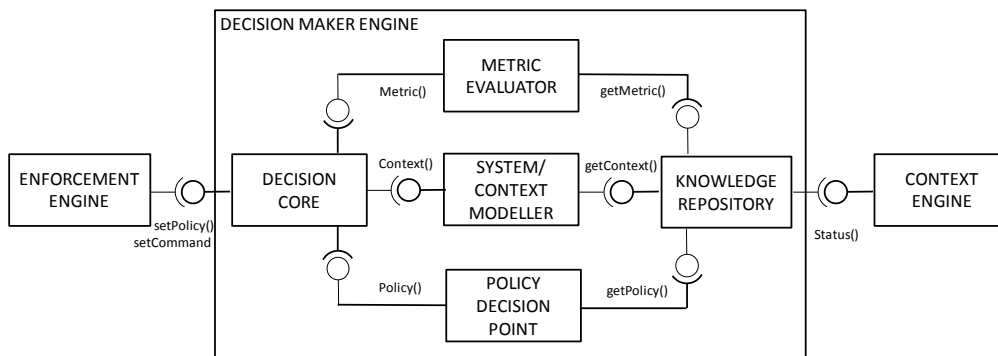 DECISION MAKER ENGINE
METRIC
EVALUATOR
Metric()
getMetric()
ENFORCEMENT
ENGINE
setPolicy()
setCommand
DECISION
CORE
Context()
SYSTEM/
CONTEXT
MODELLER
getContext()
KNOWLEDGE
REPOSITORY
Status()
CONTEXT
ENGINE
Policy()
POLICY
DECISION
POINT
getPolicy()